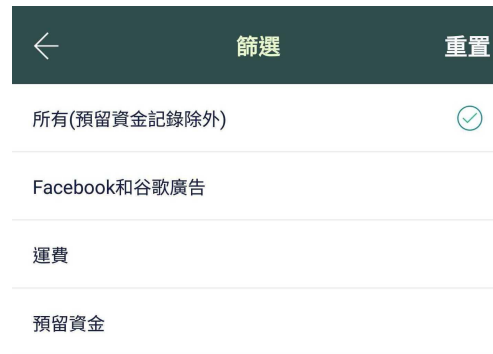 篩選
重置
所有(預留資金記錄除外)
Facebook和谷歌廣告
運費
預留資金